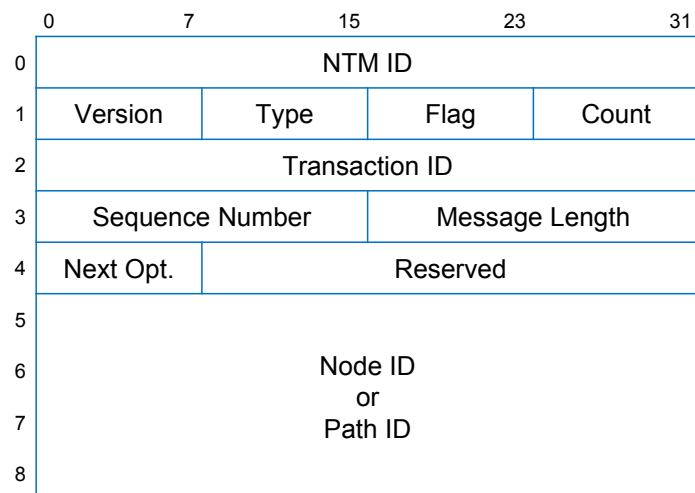 0 7 15 23 31
0 NTM ID
1 Version Type Flag Count
2 Transaction ID
3 Sequence Number Message Length
4 Next Opt. Reserved
5
6 Node ID
or
7 Path ID
8